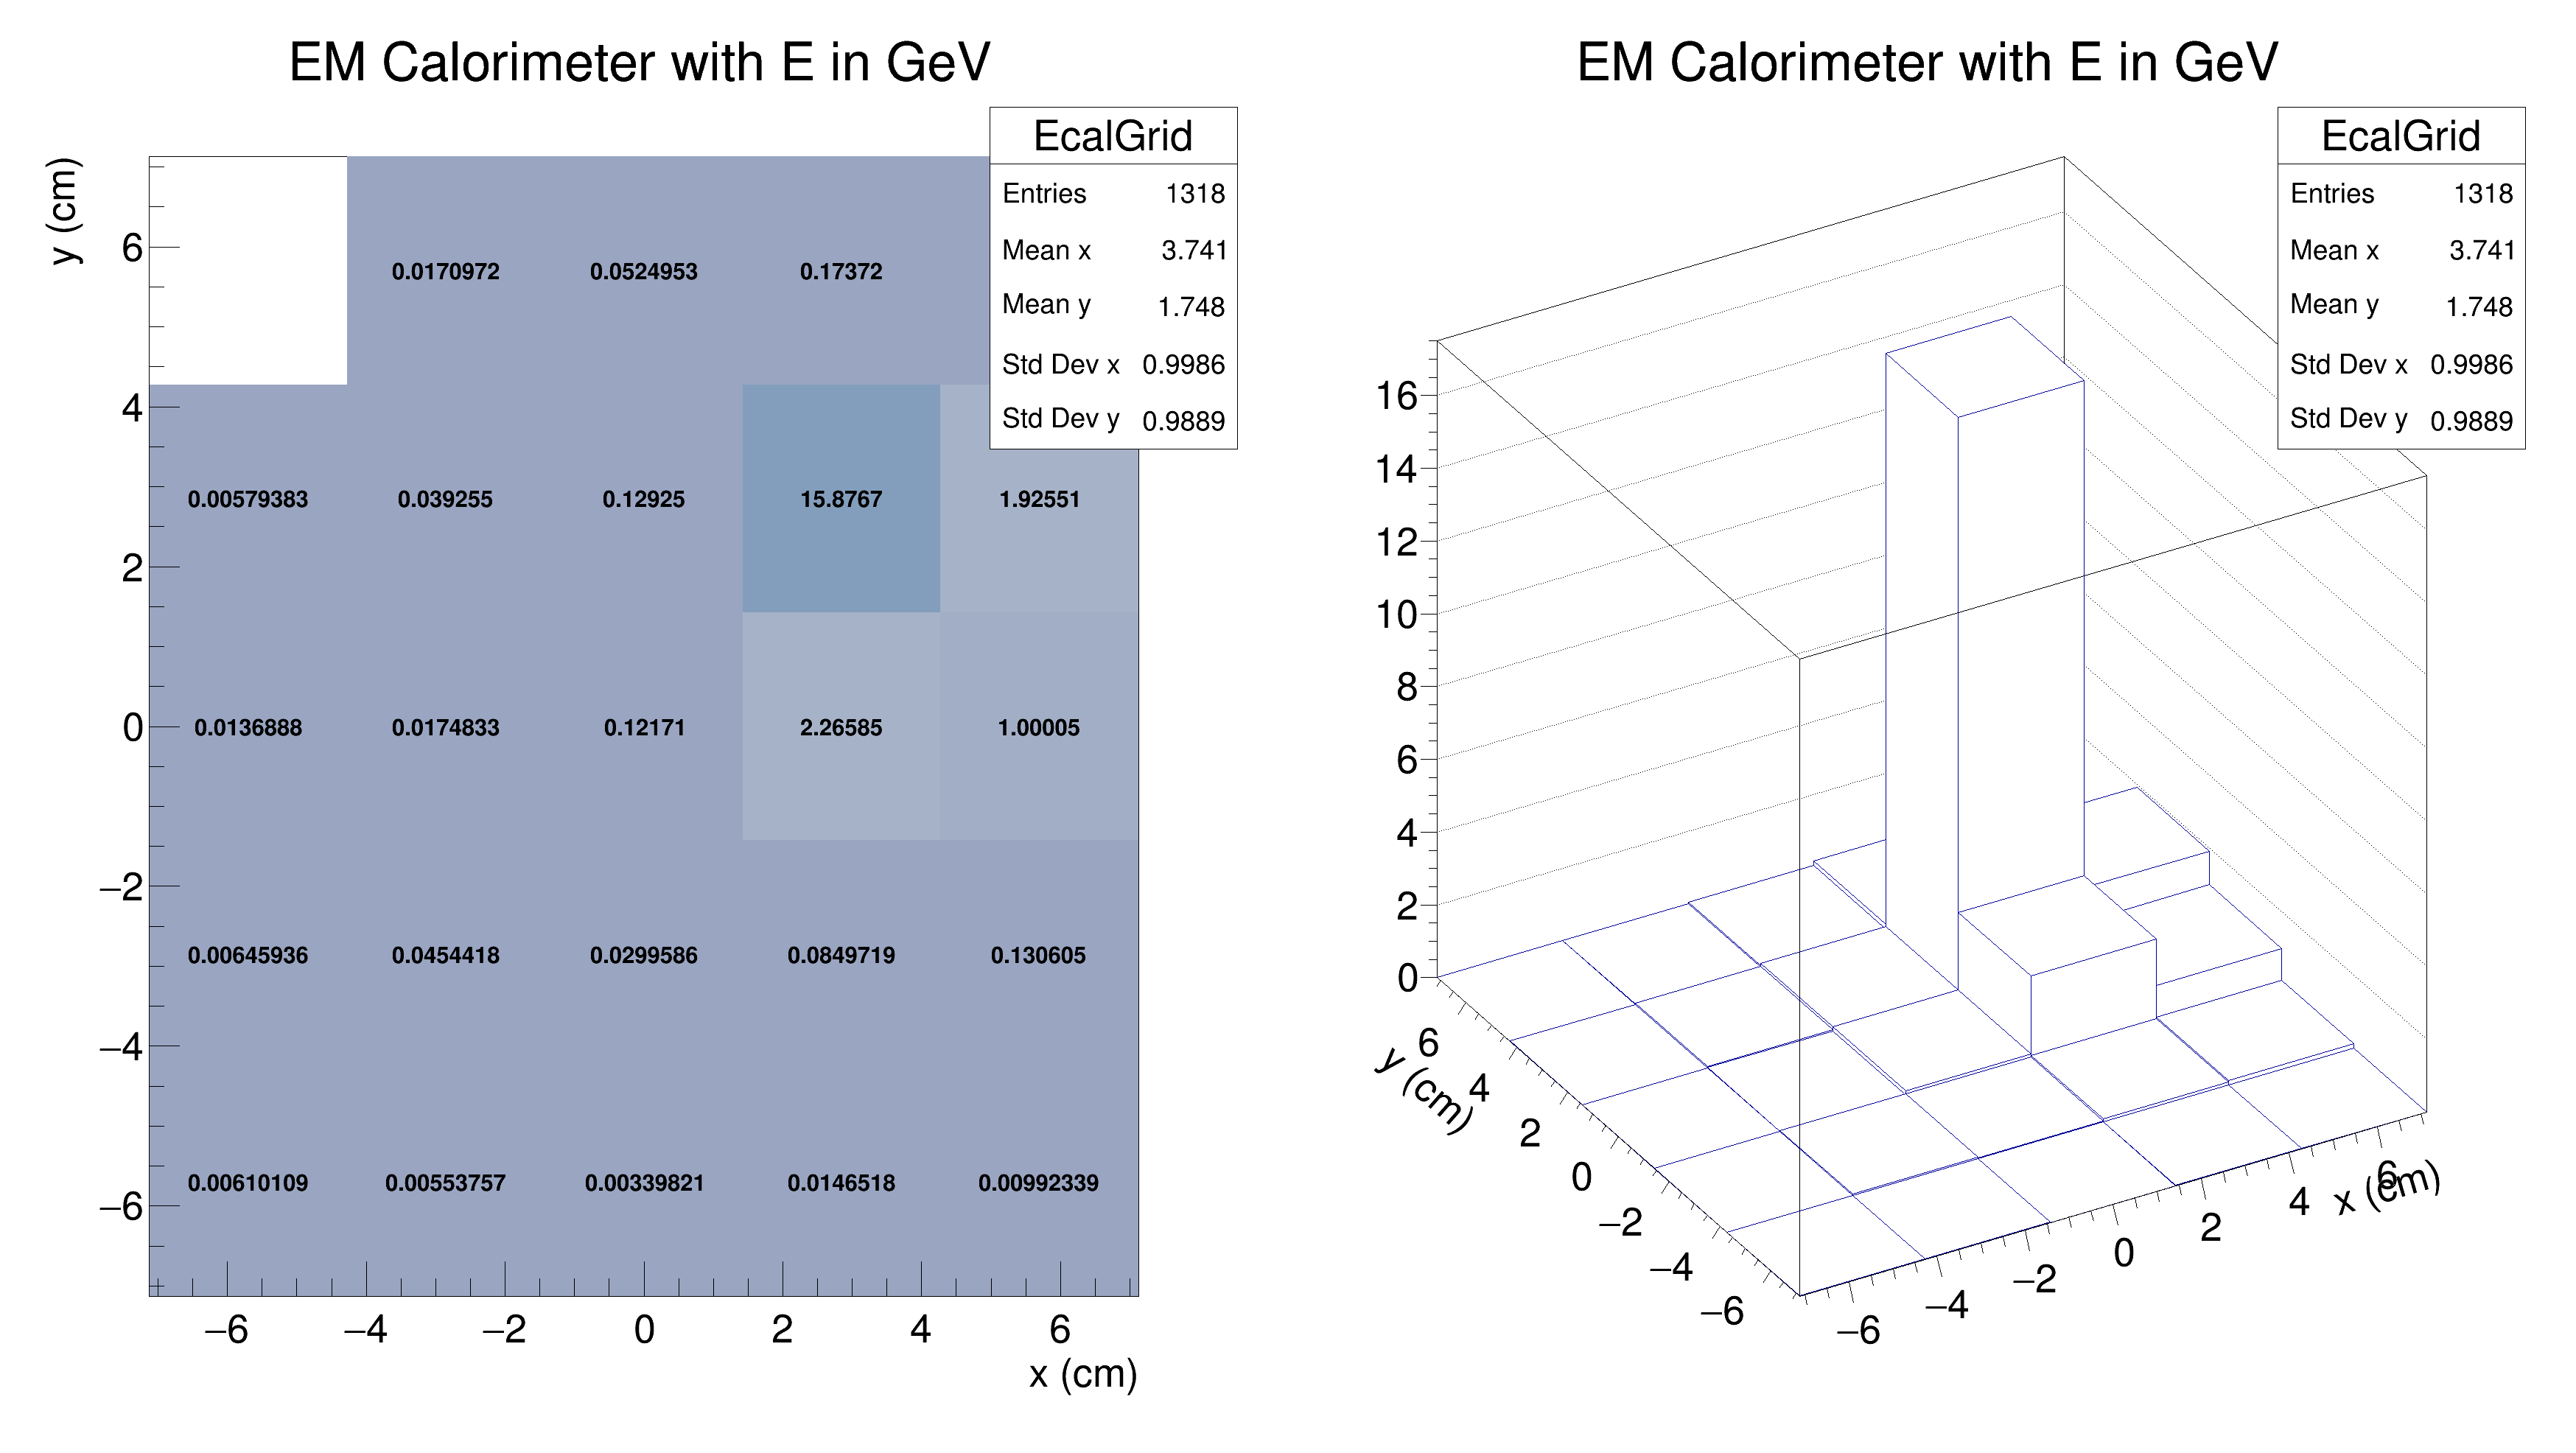 EM Calorimeter with E in GeV
EcalGrid
Entries 1318
Mean x 3.741
Mean y 1.748
Std Dev x 0.9986
Std Dev y 0.9889
y (cm)
6
4
2
0
−2
−4
−6
0.0170972 0.0524953 0.17372
0.00579383 0.039255 0.12925 15.8767 1.92551
0.0136888 0.0174833 0.12171 2.26585 1.00005
0.00645936 0.0454418 0.0299586 0.0849719 0.130605
0.00610109 0.00553757 0.00339821 0.0146518 0.00992339
−6 −4 −2 0 2 4 6
x (cm)
EM Calorimeter with E in GeV
EcalGrid
Entries 1318
Mean x 3.741
Mean y 1.748
Std Dev x 0.9986
Std Dev y 0.9889
16
14
12
10
8
6
4
2
0
6
4
2
0
−2
−4
−6
y (cm)
−6
−4
−2
0
2
4
6
x (cm)